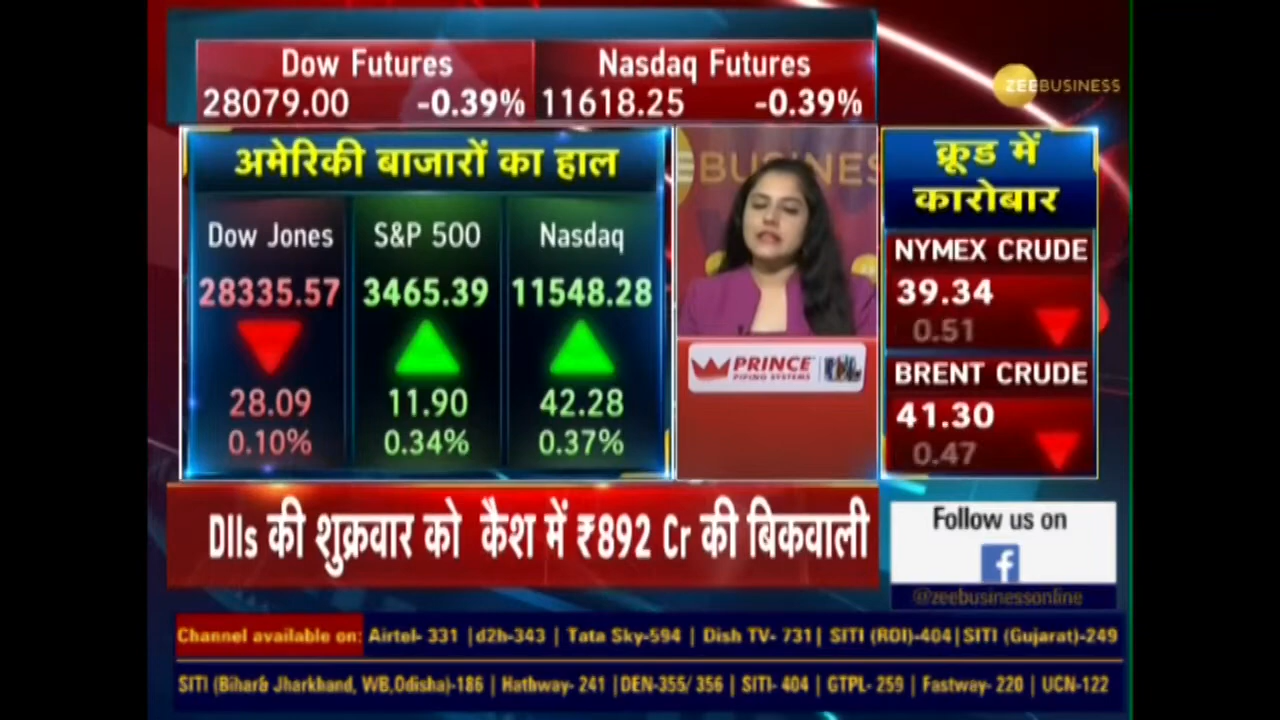 Dow Futures
28079.00 -0.39%
Nasdaq Futures
11618.25 -0.39%
ZEEBUSINESS
अमेरिकी बाजारों का हाल
Dow Jones
28335.57
28.09
0.10%
S&P 500
3465.39
11.90
0.34%
Nasdaq
11548.28
42.28
0.37%
BUSINES
PRINCE
PIPING SYSTEMS
क्रूड में
कारोबार
NYMEX CRUDE
39.34
0.51
BRENT CRUDE
41.30
0.47
DIIs की शुक्रवार को कैश में ₹892 Cr की बिकवाली
Follow us on
f
@zeebusinessonline
Channel available on: Airtel- 331 |d2h-343 | Tata Sky-594 | Dish TV- 731| SITI (ROI)-404|SITI (Gujarat)-249
SITI (Bihar& Jharkhand, WB,Odisha)-186 | Hathway- 241 |DEN-355/ 356 | SITI- 404 | GTPL- 259 | Fastway- 220 | UCN-122